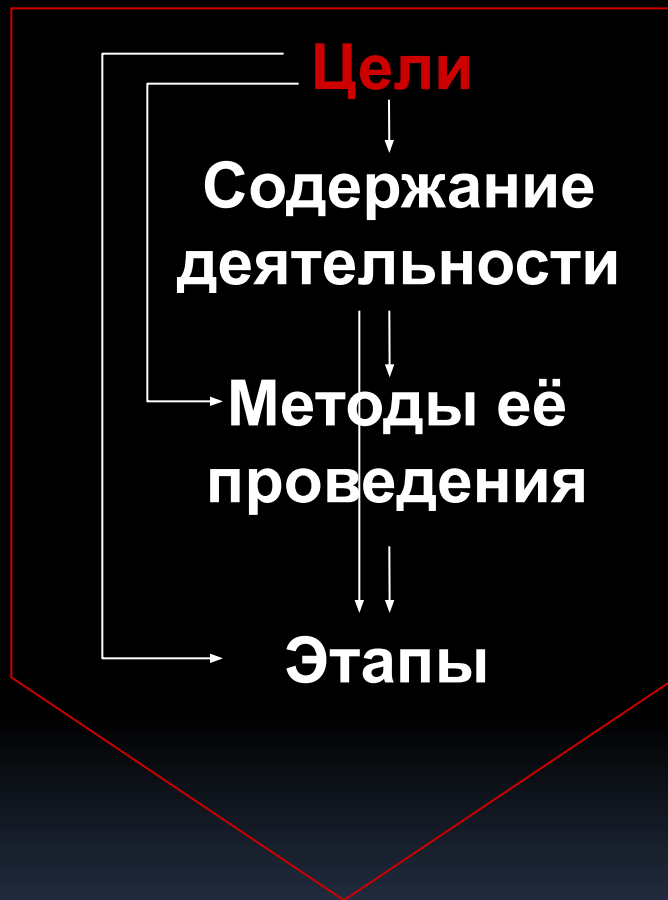 Цели
Содержание
деятельности
Методы её
проведения
Этапы